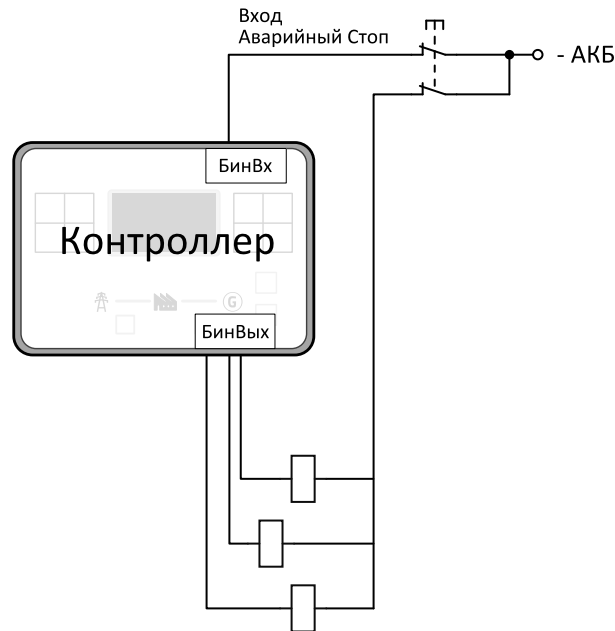 Вход
Аварийный Стоп
- АКБ
БинВх
Контроллер
G
БинВых